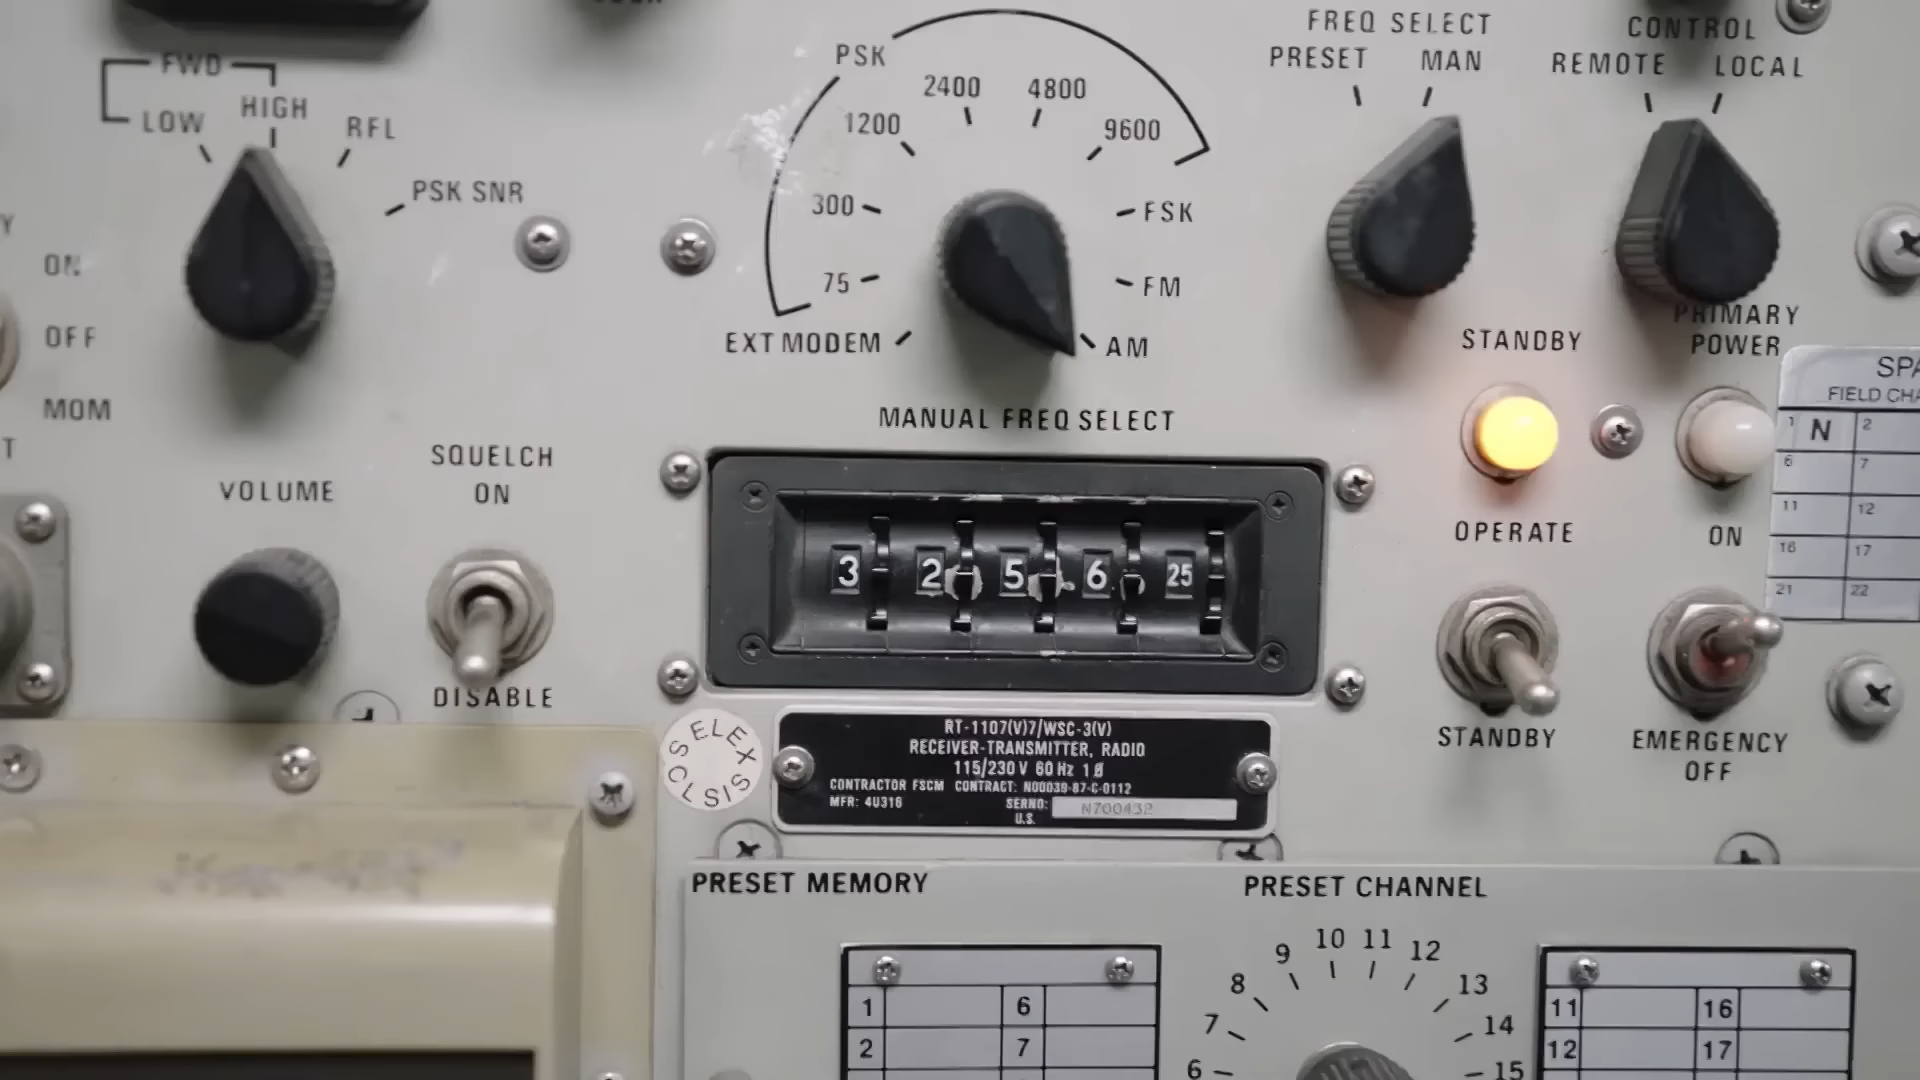 FWD
LOW
HIGH
RFL
PSK SNR
Y
ON
OFF
MOM
T
VOLUME
SQUELCH
ON
DISABLE
PSK
2400
4800
1200
9600
300
FSK
75
FM
EXT MODEM
AM
MANUAL FREQ SELECT
3 2 5 6 25
FREQ SELECT
PRESET MAN
CONTROL
REMOTE LOCAL
STANDBY
OPERATE
STANDBY
PRIMARY
POWER
ON
EMERGENCY
OFF
SPA
FIELD CHA
1 N 2
6 7
11 12
16 17
21 22
SELEX
CLSIS
RT-1107(V)7/WSC-3(V)
RECEIVER-TRANSMITTER, RADIO
115/230 V 60 Hz 1 Ø
CONTRACTOR FSCM CONTRACT: N00039-87-C-0112
MFR: 4U316 SERNO: N700432
U.S.
PRESET MEMORY
1 6
2 7
PRESET CHANNEL
6
7
8
9
10
11
12
13
14
15
11 16
12 17